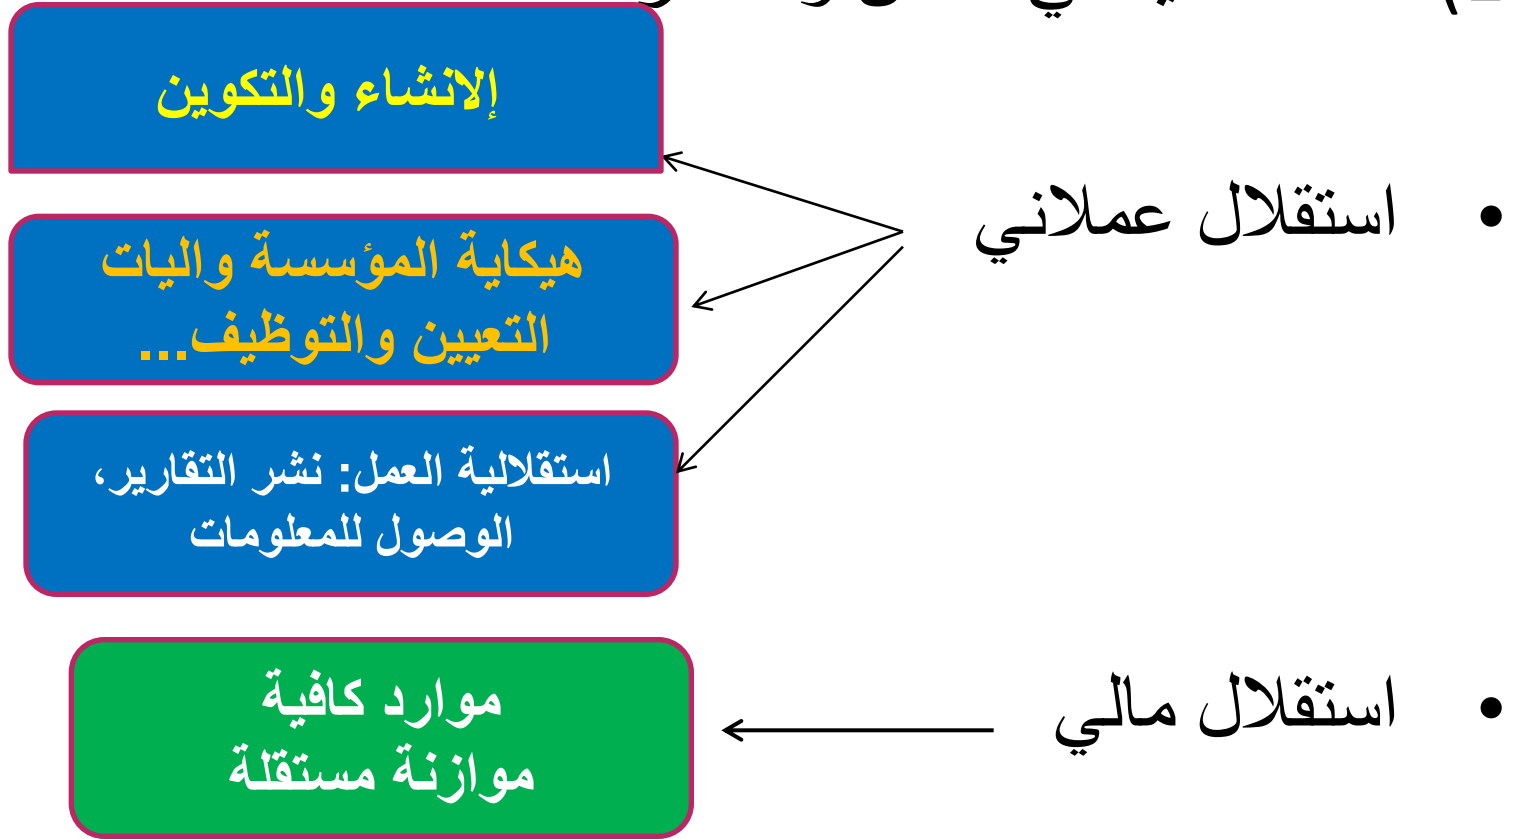 إلانشاء والتكوين
• استقلال عملاني
هيكاية المؤسسة واليات
التعيين والتوظيف...
استقلالية العمل: نشر التقارير،
الوصول للمعلومات
• استقلال مالي
موارد كافية
موازنة مستقلة